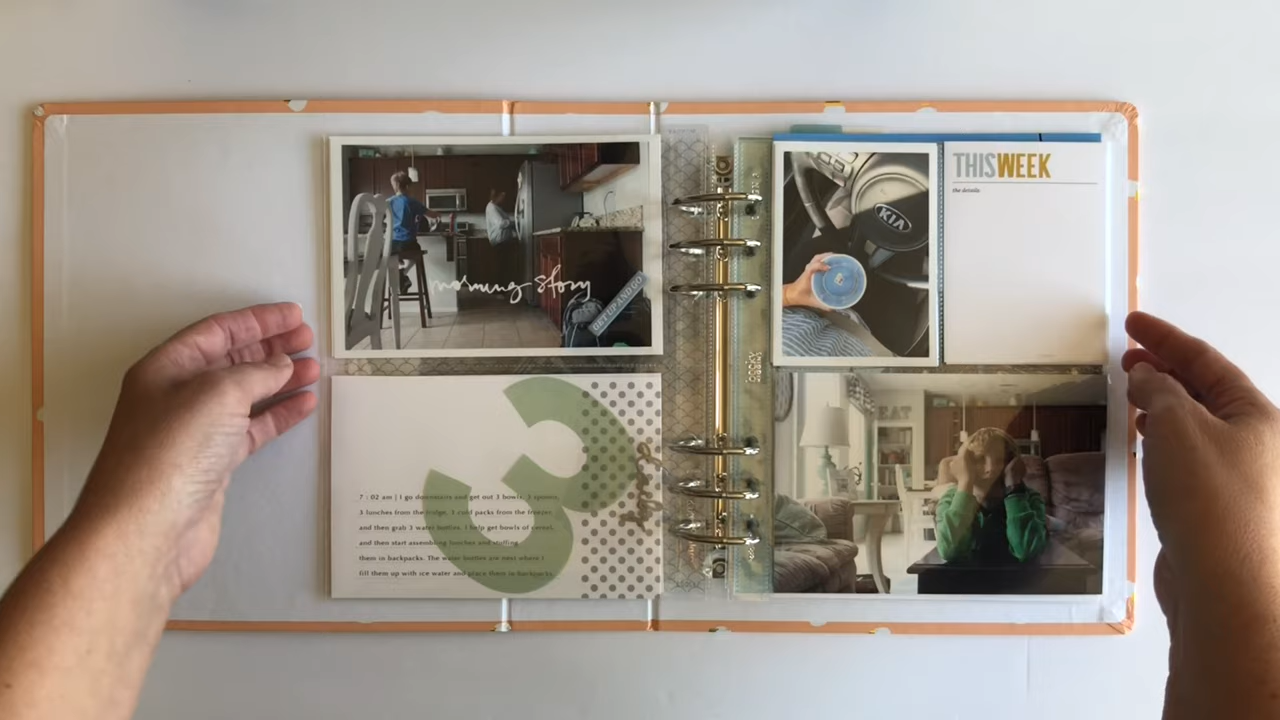 morning story
GET UP AND GO
3
daily
7 : 02 am | I go downstairs and get out 3 bowls, 3 spoons,
3 lunches from the fridge, 3 cold packs from the freezer,
and then grab 3 water bottles. I help get bowls of cereal,
and then start assembling lunches and stuffing
them in backpacks. The water bottles are next where I
fill them up with ice water and place them in backpacks.
KIA
THIS WEEK
the details
EAT